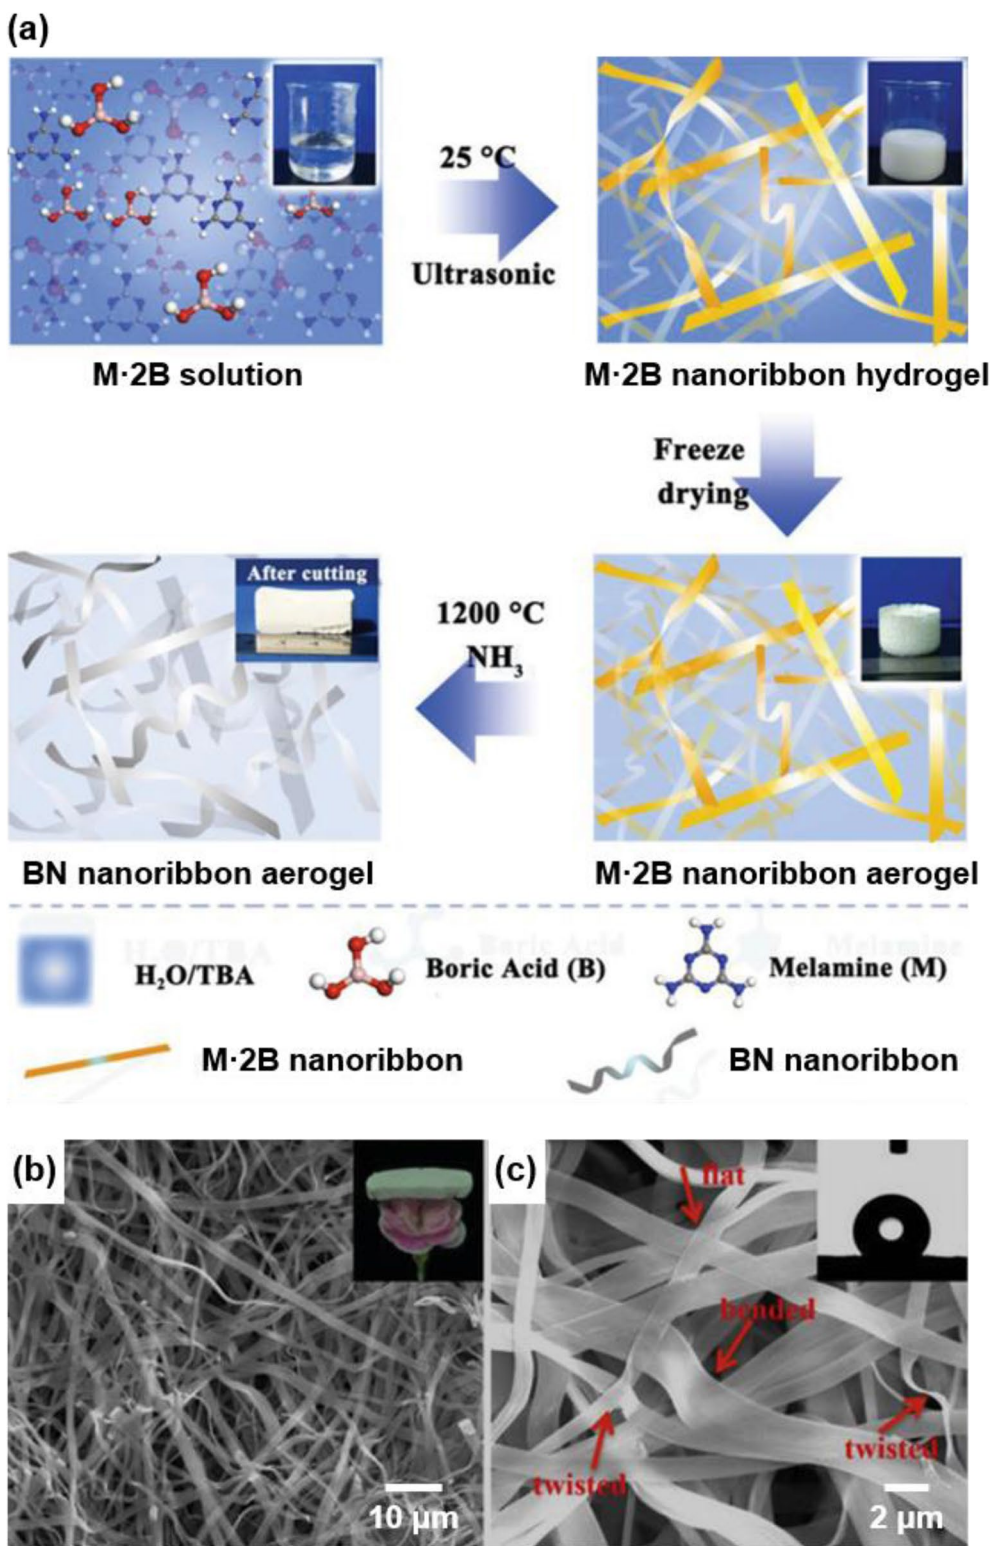 (a)
25 °C
Ultrasonic
M·2B solution
M·2B nanoribbon hydrogel
Freeze
drying
After cutting
1200 °C
NH₃
BN nanoribbon aerogel
M·2B nanoribbon aerogel
H₂O/TBA
Boric Acid (B)
Melamine (M)
M·2B nanoribbon
BN nanoribbon
(b)
10 μm
(c)
flat
bended
twisted
twisted
2 μm